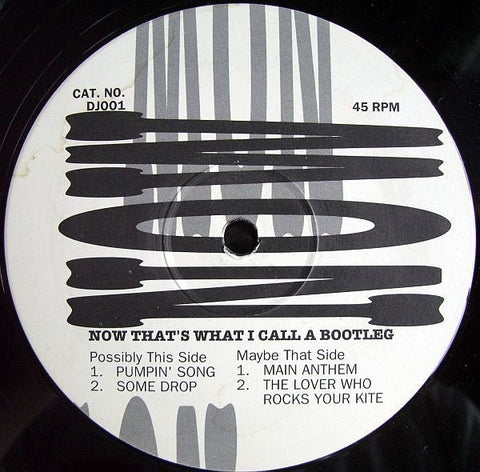 CAT. NO.
DJ001
45 RPM
NOW THAT'S WHAT I CALL A BOOTLEG
Possibly This Side
1. PUMPIN' SONG
2. SOME DROP
Maybe That Side
1. MAIN ANTHEM
2. THE LOVER WHO
ROCKS YOUR KITE